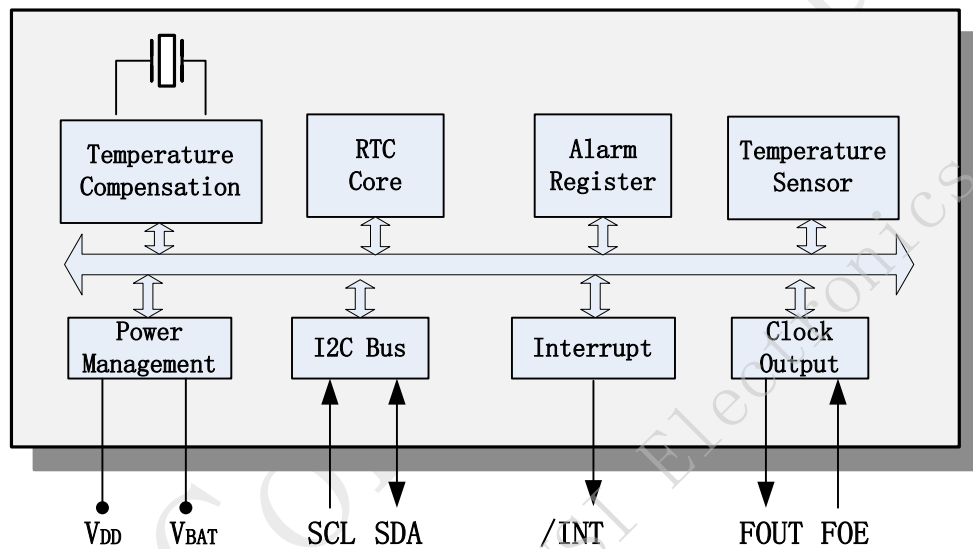 Temperature
Compensation
RTC
Core
Alarm
Register
Temperature
Sensor
Power
Management
I2C Bus
Interrupt
Clock
Output
VDD
VBAT
SCL
SDA
/INT
FOUT
FOE
Electronics